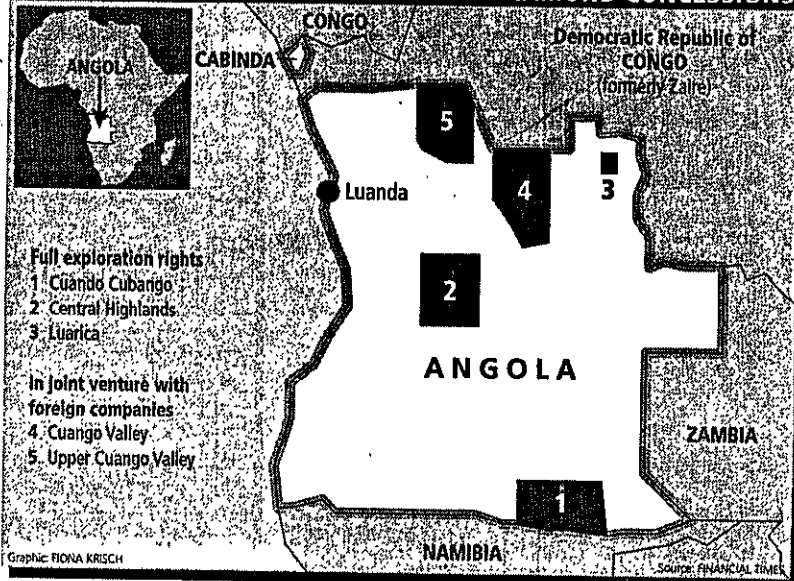 CONCESSIONS
CONGO
Democratic Republic of
CONGO
(formerly Zaire)
ANGOLA
CABINDA
5
4
3
Luanda
Full exploration rights
1 Cuando Cubango
2 Central Highlands
3 Luarica
2
ANGOLA
In joint venture with
foreign companies
4 Cuango Valley
5 Upper Cuango Valley
ZAMBIA
1
NAMIBIA
Graphic: FIONA KRISCH
Source: FINANCIAL TIMES